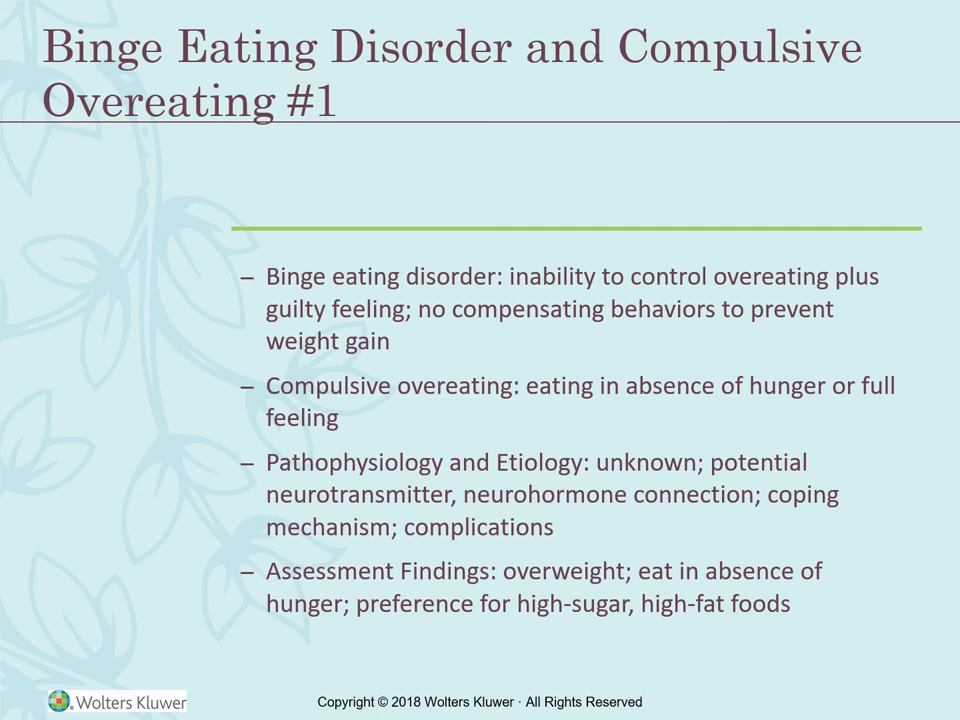 Binge Eating Disorder and Compulsive
Overeating #1
– Binge eating disorder: inability to control overeating plus
guilty feeling; no compensating behaviors to prevent
weight gain
– Compulsive overeating: eating in absence of hunger or full
feeling
– Pathophysiology and Etiology: unknown; potential
neurotransmitter, neurohormone connection; coping
mechanism; complications
– Assessment Findings: overweight; eat in absence of
hunger; preference for high-sugar, high-fat foods
Wolters Kluwer
Copyright © 2018 Wolters Kluwer · All Rights Reserved